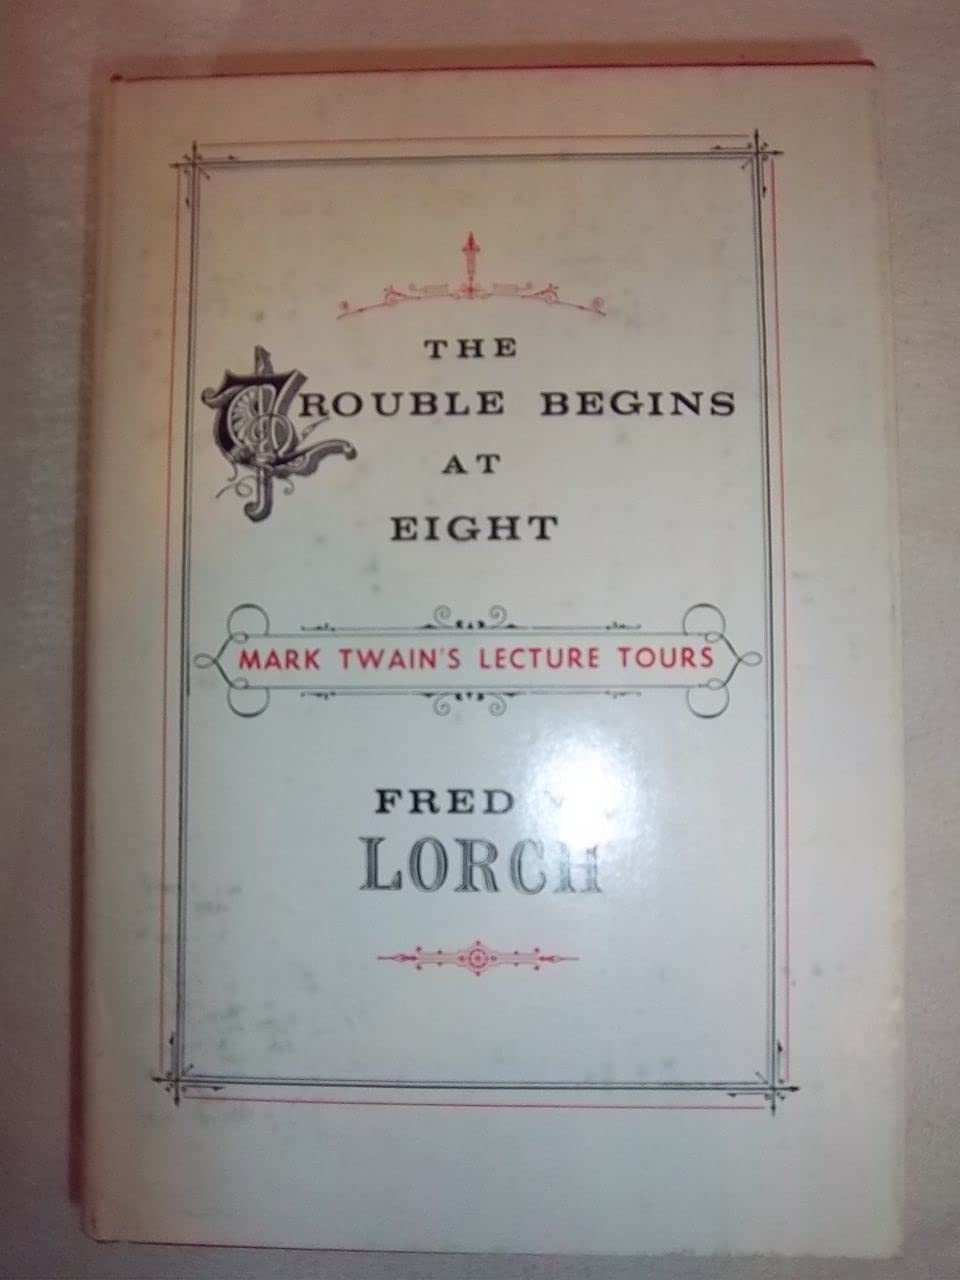 THE
TROUBLE BEGINS
AT
EIGHT
MARK TWAIN'S LECTURE TOURS
FRED
LORCH